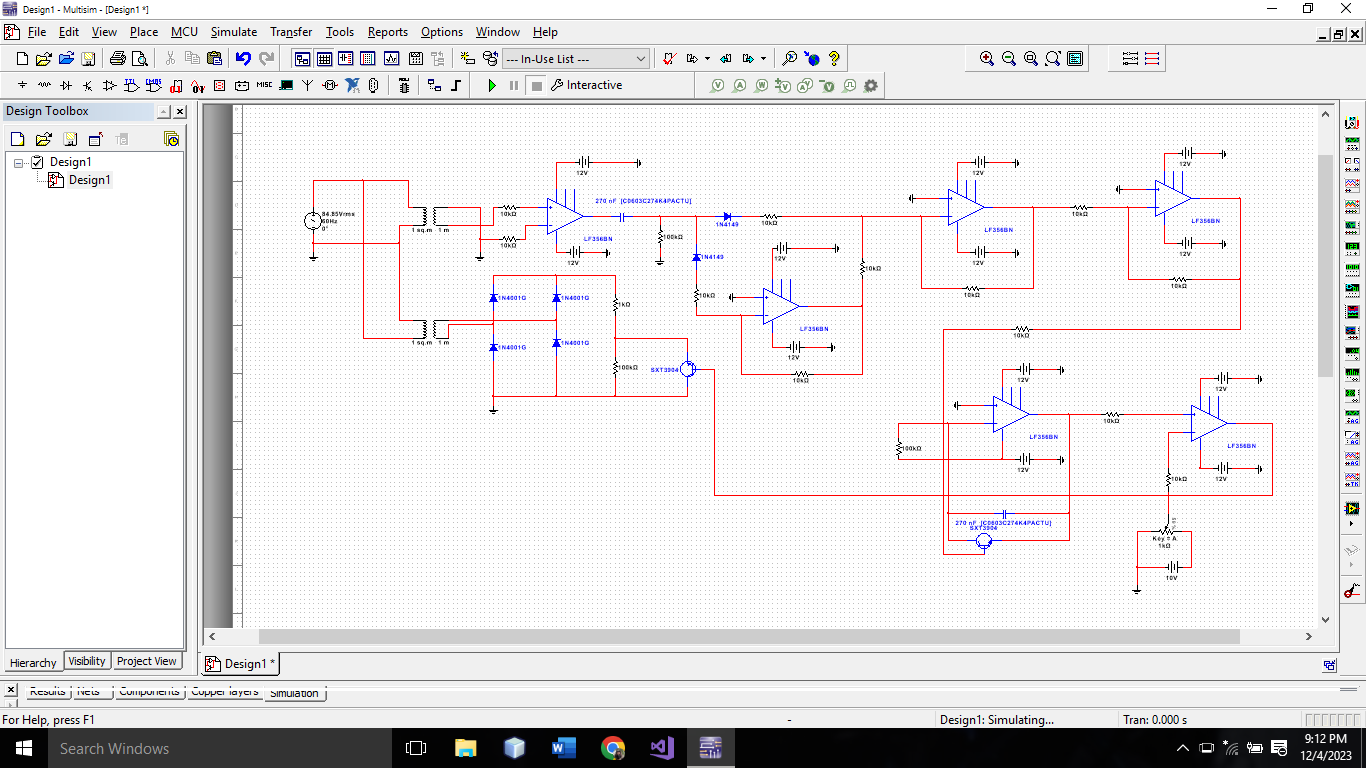 Design1 - Multisim - [Design1 *]
File Edit View Place MCU Simulate Transfer Tools Reports Options Window Help
--- In-Use List ---
MISC
Interactive
Design Toolbox
Design1
Design1
12V
12V
12V
84.85Vrms
60Hz
0°
1 sq.m 1 m
10kΩ
10kΩ
LF356BN
12V
270 nF [C0603C274K4PACTU]
100kΩ
1N4149
10kΩ
1N4149
10kΩ
12V
LF356BN
12V
10kΩ
10kΩ
LF356BN
12V
10kΩ
10kΩ
LF356BN
12V
10kΩ
10kΩ
1N4001G
1N4001G
1N4001G
1N4001G
1 sq.m 1 m
1kΩ
100kΩ
SXT3904
12V
LF356BN
12V
100kΩ
10kΩ
12V
LF356BN
12V
10kΩ
270 nF [C0603C274K4PACTU]
SXT3904
Key = A
1kΩ
10V
Hierarchy Visibility Project View
Design1 *
Results Nets Components Copper layers Simulation
For Help, press F1
-
Design1: Simulating...
Tran: 0.000 s
Search Windows
9:12 PM
12/4/2023